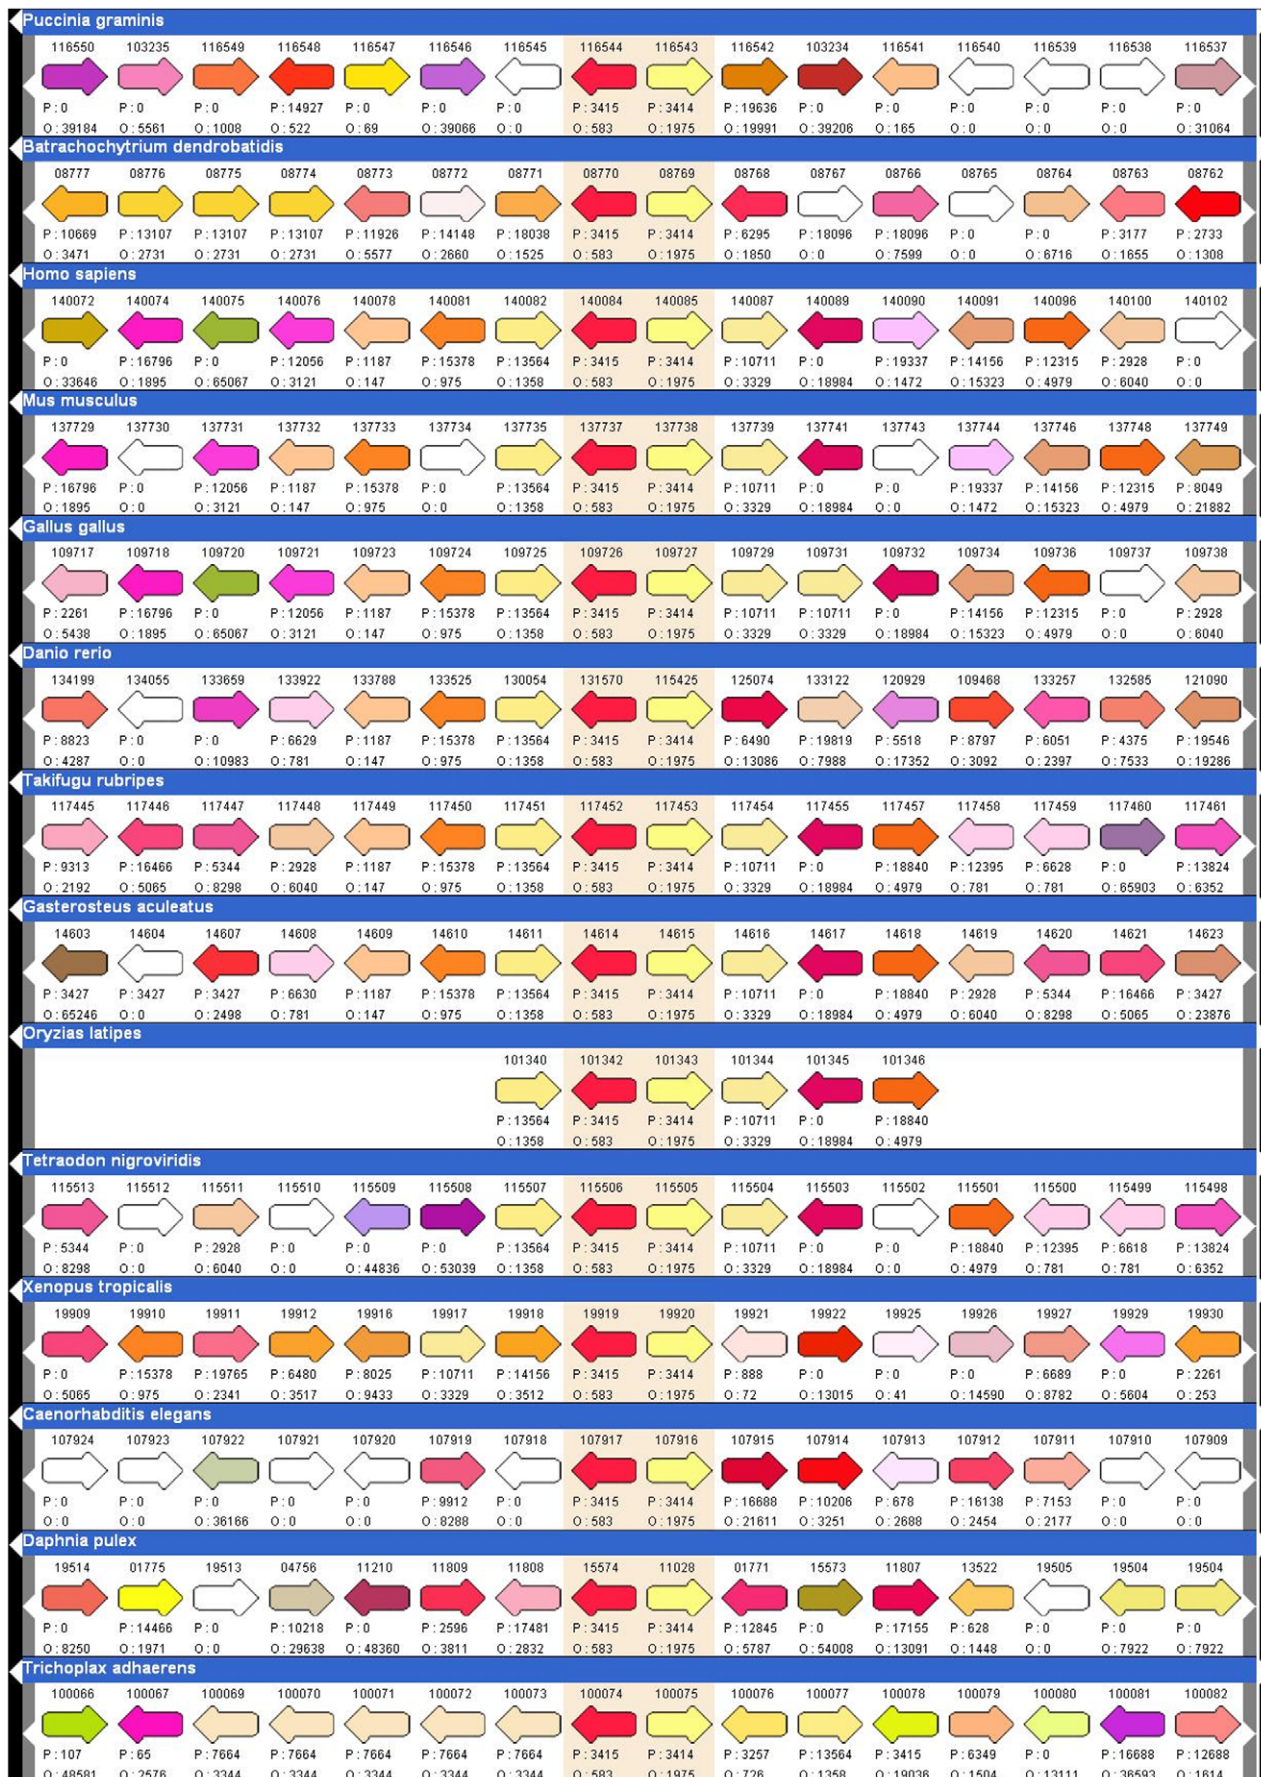 Puccinia graminis
116550 103235 116549 116548 116547 116546 116545 116544 116543 116542 103234 116541 116540 116539 116538 116537
P:0 P:0 P:0 P:14927 P:0 P:0 P:0 P:3415 P:3414 P:19636 P:0 P:0 P:0 P:0 P:0 P:0
O:39184 O:5561 O:1008 O:522 O:69 O:39066 O:0 O:583 O:1975 O:19991 O:39206 O:165 O:0 O:0 O:0 O:31064
Batrachochytrium dendrobatidis
08777 08776 08775 08774 08773 08772 08771 08770 08769 08768 08767 08766 08765 08764 08763 08762
P:10669 P:13107 P:13107 P:13107 P:11926 P:14148 P:18038 P:3415 P:3414 P:6295 P:18096 P:18096 P:0 P:0 P:3177 P:2733
O:3471 O:2731 O:2731 O:2731 O:5577 O:2660 O:1525 O:583 O:1975 O:1850 O:0 O:7599 O:0 O:6716 O:1655 O:1308
Homo sapiens
140072 140074 140075 140076 140078 140081 140082 140084 140085 140087 140089 140090 140091 140096 140100 140102
P:0 P:16796 P:0 P:12056 P:1187 P:15378 P:13564 P:3415 P:3414 P:10711 P:0 P:19337 P:14156 P:12315 P:2928 P:0
O:33646 O:1895 O:65067 O:3121 O:147 O:975 O:1358 O:583 O:1975 O:3329 O:18984 O:1472 O:15323 O:4979 O:6040 O:0
Mus musculus
137729 137730 137731 137732 137733 137734 137735 137737 137738 137739 137741 137743 137744 137746 137748 137749
P:16796 P:0 P:12056 P:1187 P:15378 P:0 P:13564 P:3415 P:3414 P:10711 P:0 P:0 P:19337 P:14156 P:12315 P:8049
O:1895 O:0 O:3121 O:147 O:975 O:0 O:1358 O:583 O:1975 O:3329 O:18984 O:0 O:1472 O:15323 O:4979 O:21882
Gallus gallus
109717 109718 109720 109721 109723 109724 109725 109726 109727 109729 109731 109732 109734 109736 109737 109738
P:2261 P:16796 P:0 P:12056 P:1187 P:15378 P:13564 P:3415 P:3414 P:10711 P:10711 P:0 P:14156 P:12315 P:0 P:2928
O:5438 O:1895 O:65067 O:3121 O:147 O:975 O:1358 O:583 O:1975 O:3329 O:3329 O:18984 O:15323 O:4979 O:0 O:6040
Danio rerio
134199 134055 133659 133922 133788 133525 130054 131570 115425 125074 133122 120929 109468 133257 132585 121090
P:8823 P:0 P:0 P:6629 P:1187 P:15378 P:13564 P:3415 P:3414 P:6490 P:19819 P:5518 P:8797 P:6051 P:4375 P:19546
O:4287 O:0 O:10983 O:781 O:147 O:975 O:1358 O:583 O:1975 O:13086 O:7988 O:17352 O:3092 O:2397 O:7533 O:19286
Takifugu rubripes
117445 117446 117447 117448 117449 117450 117451 117452 117453 117454 117455 117457 117458 117459 117460 117461
P:9313 P:16466 P:5344 P:2928 P:1187 P:15378 P:13564 P:3415 P:3414 P:10711 P:0 P:18840 P:12395 P:6628 P:0 P:13824
O:2192 O:5065 O:8298 O:6040 O:147 O:975 O:1358 O:583 O:1975 O:3329 O:18984 O:4979 O:781 O:781 O:65903 O:6352
Gasterosteus aculeatus
14603 14604 14607 14608 14609 14610 14611 14614 14615 14616 14617 14618 14619 14620 14621 14623
P:3427 P:3427 P:3427 P:6630 P:1187 P:15378 P:13564 P:3415 P:3414 P:10711 P:0 P:18840 P:2928 P:5344 P:16466 P:3427
O:65246 O:0 O:2498 O:781 O:147 O:975 O:1358 O:583 O:1975 O:3329 O:18984 O:4979 O:6040 O:8298 O:5065 O:23876
Oryzias latipes
101340 101342 101343 101344 101345 101346
P:13564 P:3415 P:3414 P:10711 P:0 P:18840
O:1358 O:583 O:1975 O:3329 O:18984 O:4979
Tetraodon nigroviridis
115513 115512 115511 115510 115509 115508 115507 115506 115505 115504 115503 115502 115501 115500 115499 115498
P:5344 P:0 P:2928 P:0 P:0 P:0 P:13564 P:3415 P:3414 P:10711 P:0 P:0 P:18840 P:12395 P:6618 P:13824
O:8298 O:0 O:6040 O:0 O:44836 O:53039 O:1358 O:583 O:1975 O:3329 O:18984 O:0 O:4979 O:781 O:781 O:6352
Xenopus tropicalis
19909 19910 19911 19912 19916 19917 19918 19919 19920 19921 19922 19925 19926 19927 19929 19930
P:0 P:15378 P:19765 P:6480 P:8025 P:10711 P:14156 P:3415 P:3414 P:888 P:0 P:0 P:0 P:6689 P:0 P:2261
O:5065 O:975 O:2341 O:3517 O:9433 O:3329 O:3512 O:583 O:1975 O:72 O:13015 O:41 O:14590 O:8782 O:5604 O:253
Caenorhabditis elegans
107924 107923 107922 107921 107920 107919 107918 107917 107916 107915 107914 107913 107912 107911 107910 107909
P:0 P:0 P:0 P:0 P:0 P:9912 P:0 P:3415 P:3414 P:16688 P:10206 P:678 P:16138 P:7153 P:0 P:0
O:0 O:0 O:36166 O:0 O:0 O:8288 O:0 O:583 O:1975 O:21611 O:3251 O:2688 O:2454 O:2177 O:0 O:0
Daphnia pulex
19514 01775 19513 04756 11210 11809 11808 15574 11028 01771 15573 11807 13522 19505 19504 19504
P:0 P:14466 P:0 P:10218 P:0 P:2596 P:17481 P:3415 P:3414 P:12845 P:0 P:17155 P:628 P:0 P:0 P:0
O:8250 O:1971 O:0 O:29638 O:48360 O:3811 O:2832 O:583 O:1975 O:5787 O:54008 O:13091 O:1448 O:0 O:7922 O:7922
Trichoplax adhaerens
100066 100067 100069 100070 100071 100072 100073 100074 100075 100076 100077 100078 100079 100080 100081 100082
P:107 P:65 P:7664 P:7664 P:7664 P:7664 P:7664 P:3415 P:3414 P:3257 P:13564 P:3415 P:6349 P:0 P:16688 P:12688
O:48581 O:2576 O:3344 O:3344 O:3344 O:3344 O:3344 O:583 O:1975 O:726 O:1358 O:19036 O:1504 O:13111 O:36593 O:1614